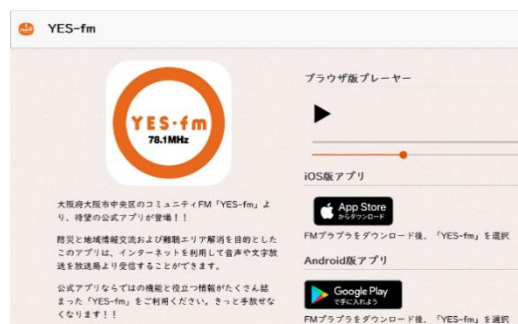 YES-fm
YES-fm
78.1MHz
大阪府大阪市中央区のコミュニティFM「YES-fm」よ
り、待望の公式アプリが登場！！
防災と地域情報交流および難聴エリア解消を目的とした
このアプリは、インターネットを利用して音声や文字放
送を放送局より受信することができます。
公式アプリならではの機能と役立つ情報がたくさん詰
まった「YES-fm」をご利用ください。きっと手放せな
くなります！！
ブラウザ版プレーヤー
iOS版アプリ
App Store
からダウンロード
FMプラプラをダウンロード後、「YES-fm」を選択
Android版アプリ
Google Play
で手に入れよう
FMプラプラをダウンロード後、「YES-fm」を選択